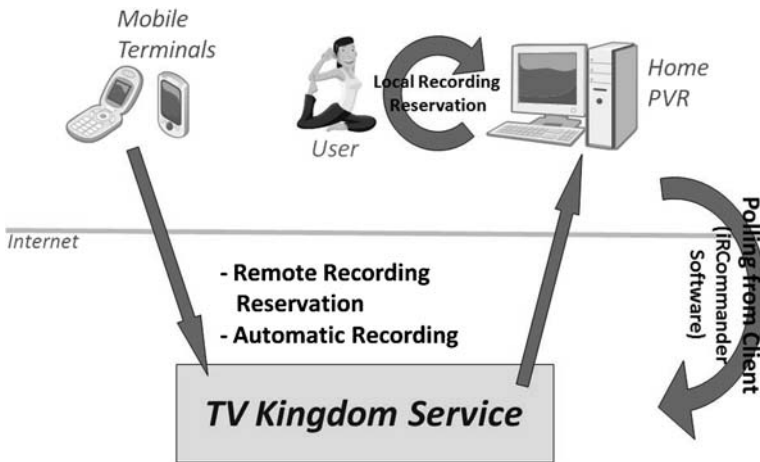 Mobile
Terminals
Local Recording
Reservation
User
Home
PVR
Internet
Polling from Client
(iRCommander
Software)
- Remote Recording
Reservation
- Automatic Recording
TV Kingdom Service